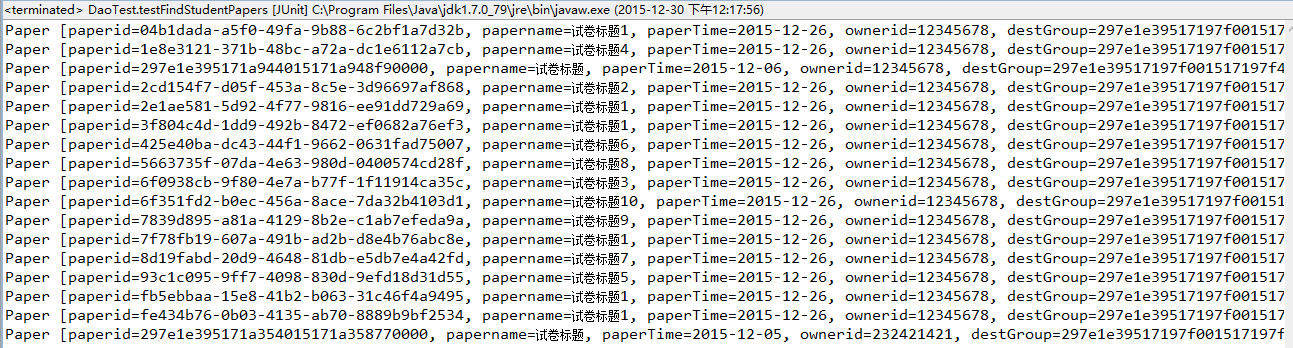 <terminated> DaoTest.testFindStudentPapers [JUnit] C:\Program Files\Java\jdk1.7.0_79\jre\bin\javaw.exe (2015-12-30 下午12:17:56)
Paper [paperid=04b1dada-a5f0-49fa-9b88-6c2bf1a7d32b, papername=试卷标题1, paperTime=2015-12-26, ownerid=12345678, destGroup=297e1e39517197f001517
Paper [paperid=1e8e3121-371b-48bc-a72a-dc1e6112a7cb, papername=试卷标题4, paperTime=2015-12-26, ownerid=12345678, destGroup=297e1e39517197f001517
Paper [paperid=297e1e395171a944015171a948f90000, papername=试卷标题, paperTime=2015-12-06, ownerid=12345678, destGroup=297e1e39517197f001517197f4
Paper [paperid=2cd154f7-d05f-453a-8c5e-3d96697af868, papername=试卷标题2, paperTime=2015-12-26, ownerid=12345678, destGroup=297e1e39517197f001517
Paper [paperid=2e1ae581-5d92-4f77-9816-ee91dd729a69, papername=试卷标题1, paperTime=2015-12-26, ownerid=12345678, destGroup=297e1e39517197f001517
Paper [paperid=3f804c4d-1dd9-492b-8472-ef0682a76ef3, papername=试卷标题1, paperTime=2015-12-26, ownerid=12345678, destGroup=297e1e39517197f001517
Paper [paperid=425e40ba-dc43-44f1-9662-0631fad75007, papername=试卷标题6, paperTime=2015-12-26, ownerid=12345678, destGroup=297e1e39517197f001517
Paper [paperid=5663735f-07da-4e63-980d-0400574cd28f, papername=试卷标题8, paperTime=2015-12-26, ownerid=12345678, destGroup=297e1e39517197f001517
Paper [paperid=6f0938cb-9f80-4e7a-b77f-1f11914ca35c, papername=试卷标题3, paperTime=2015-12-26, ownerid=12345678, destGroup=297e1e39517197f001517
Paper [paperid=6f351fd2-b0ec-456a-8ace-7da32b4103d1, papername=试卷标题10, paperTime=2015-12-26, ownerid=12345678, destGroup=297e1e39517197f00151
Paper [paperid=7839d895-a81a-4129-8b2e-c1ab7efeda9a, papername=试卷标题9, paperTime=2015-12-26, ownerid=12345678, destGroup=297e1e39517197f001517
Paper [paperid=7f78fb19-607a-491b-ad2b-d8e4b76abc8e, papername=试卷标题1, paperTime=2015-12-26, ownerid=12345678, destGroup=297e1e39517197f001517
Paper [paperid=8d19fabd-20d9-4648-81db-e5db7e4a42fd, papername=试卷标题7, paperTime=2015-12-26, ownerid=12345678, destGroup=297e1e39517197f001517
Paper [paperid=93c1c095-9ff7-4098-830d-9efd18d31d55, papername=试卷标题5, paperTime=2015-12-26, ownerid=12345678, destGroup=297e1e39517197f001517
Paper [paperid=fb5ebbaa-15e8-41b2-b063-31c46f4a9495, papername=试卷标题1, paperTime=2015-12-26, ownerid=12345678, destGroup=297e1e39517197f001517
Paper [paperid=fe434b76-0b03-4135-ab70-8889b9bf2534, papername=试卷标题1, paperTime=2015-12-26, ownerid=12345678, destGroup=297e1e39517197f001517
Paper [paperid=297e1e395171a354015171a358770000, papername=试卷标题, paperTime=2015-12-05, ownerid=232421421, destGroup=297e1e39517197f001517197f